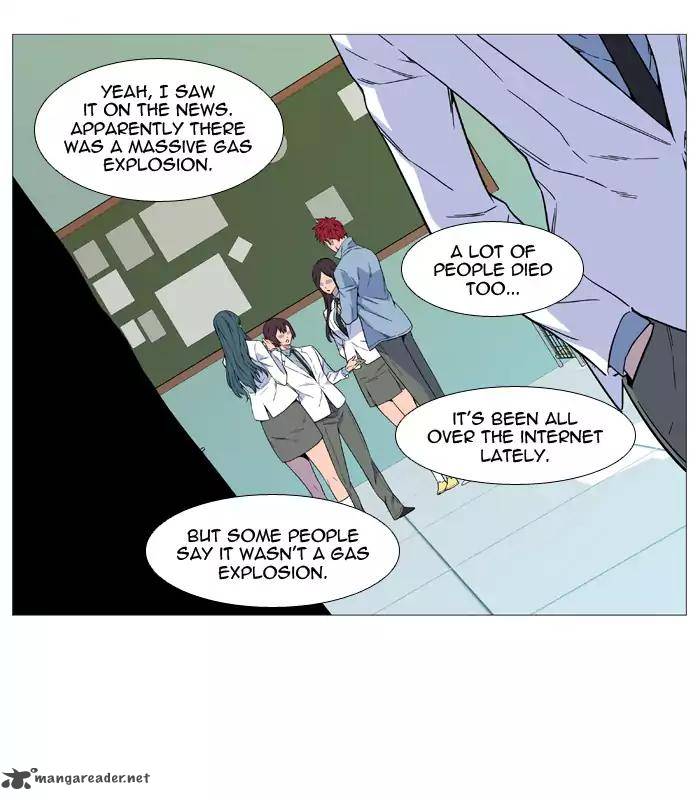 YEAH, I SAW
IT ON THE NEWS.
APPARENTLY THERE
WAS A MASSIVE GAS
EXPLOSION.
A LOT OF
PEOPLE DIED
TOO...
IT'S BEEN ALL
OVER THE INTERNET
LATELY.
BUT SOME PEOPLE
SAY IT WASN'T A GAS
EXPLOSION.
mangareader.net